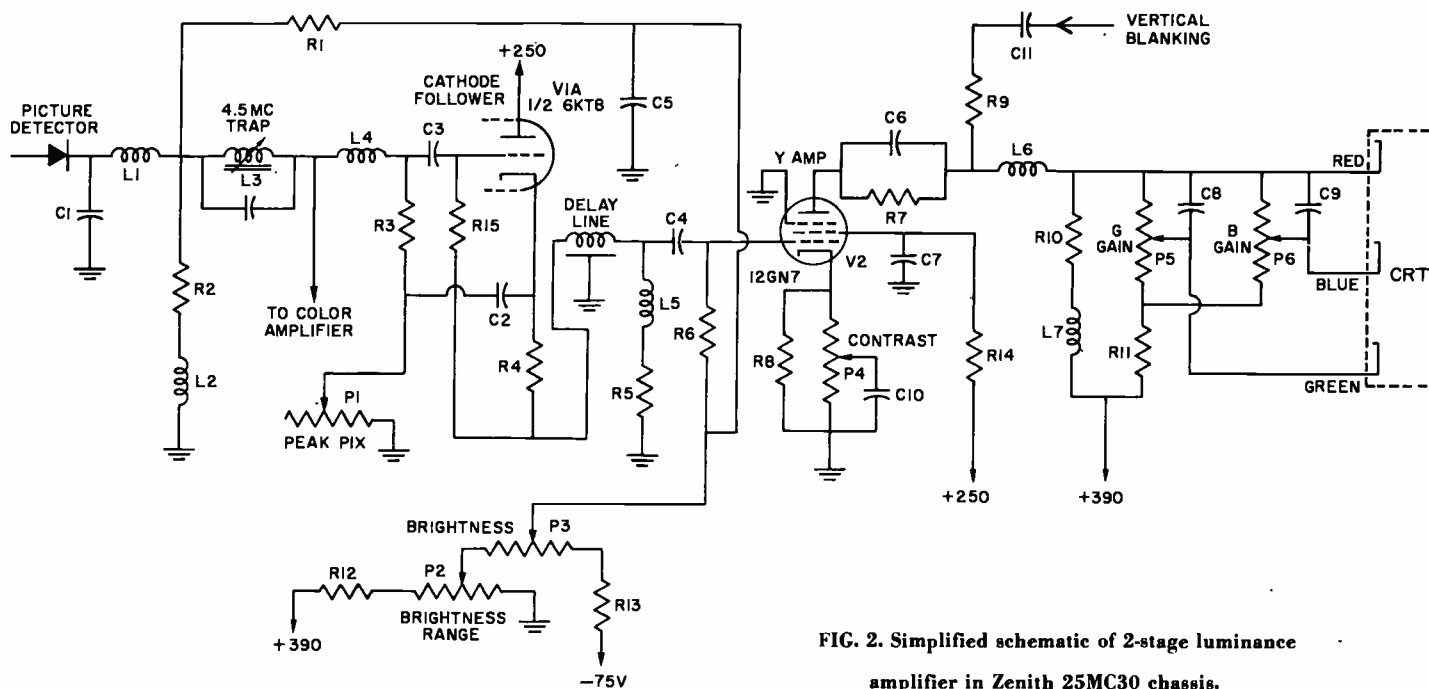 R1
+250
CATHODE
FOLLOWER
V1A
1/2 6KT8
C5
C11
VERTICAL
BLANKING
R9
PICTURE
DETECTOR
L1
4.5MC
TRAP
L3
L4
C3
C1
R2
L2
TO COLOR
AMPLIFIER
R3
R15
C2
R4
P1
PEAK PIX
DELAY
LINE
C4
L5
R5
R6
Y AMP
C6
R7
V2
12GN7
C7
R8
CONTRAST
P4
C10
R14
+250
L6
R10
L7
G
GAIN
P5
R11
C8
B
GAIN
P6
C9
RED
BLUE
GREEN
CRT
+390
BRIGHTNESS
P3
R12
P2
BRIGHTNESS
RANGE
R13
+390
-75V
FIG. 2. Simplified schematic of 2-stage luminance
amplifier in Zenith 25MC30 chassis.